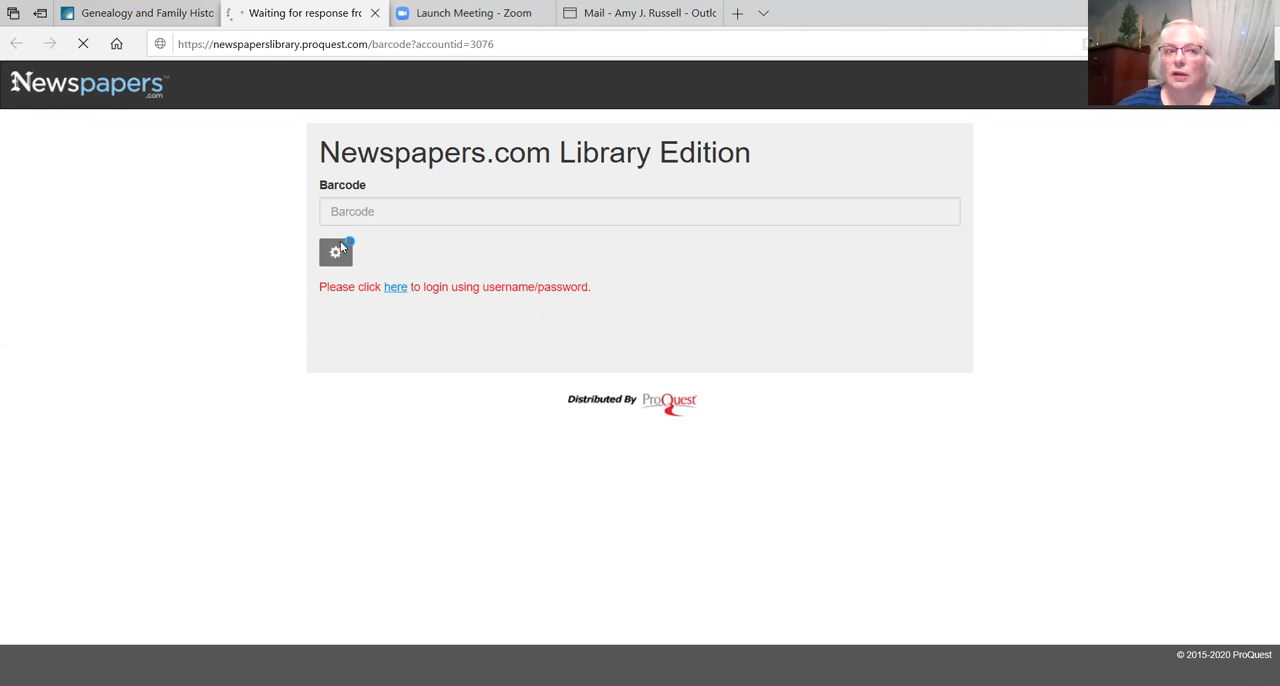 Genealogy and Family Histo
Waiting for response fro
Launch Meeting - Zoom
Mail - Amy J. Russell - Outlo
https://newspaperslibrary.proquest.com/barcode?accountid=3076
Newspapers™
.com
Newspapers.com Library Edition
Barcode
Barcode
Please click here to login using username/password.
Distributed By ProQuest
© 2015-2020 ProQuest